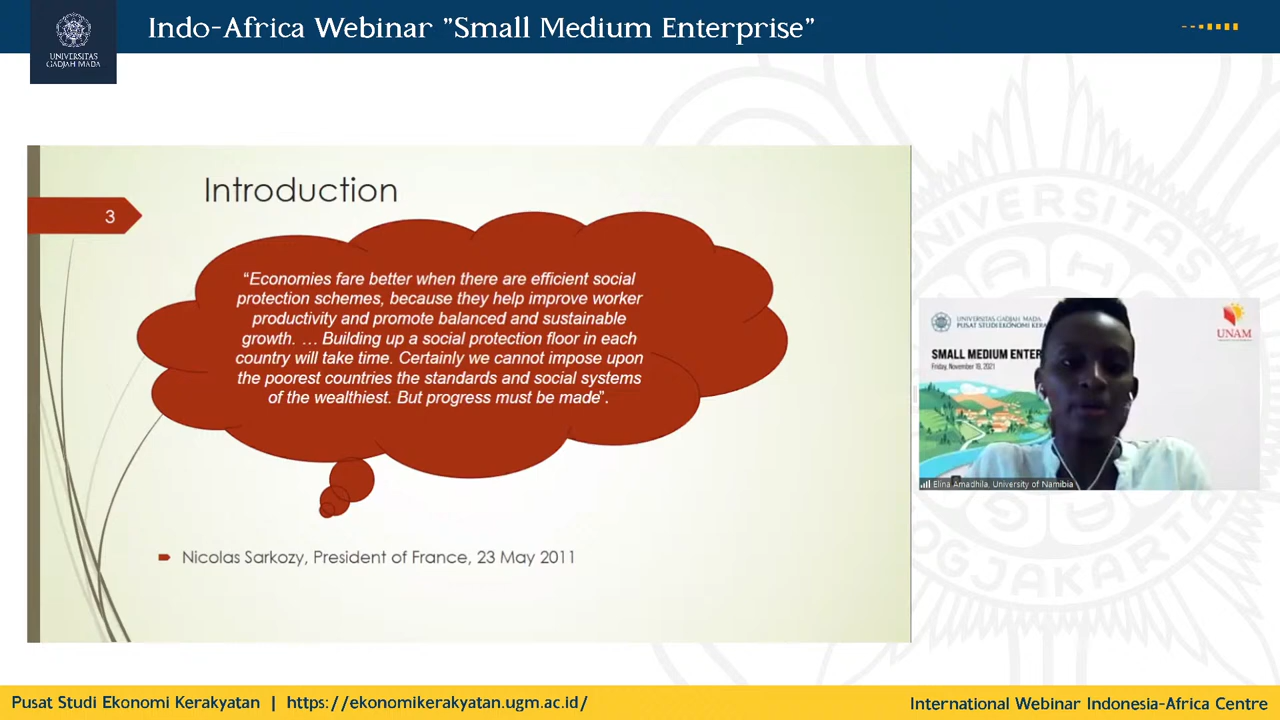 Indo-Africa Webinar "Small Medium Enterprise"
UNIVERSITAS
GADJAH MADA
3
Introduction
“Economies fare better when there are efficient social
protection schemes, because they help improve worker
productivity and promote balanced and sustainable
growth. … Building up a social protection floor in each
country will take time. Certainly we cannot impose upon
the poorest countries the standards and social systems
of the wealthiest. But progress must be made”.
Nicolas Sarkozy, President of France, 23 May 2011
UNIVERSITAS GADJAH MADA
PUSAT STUDI EKONOMI KERA
SMALL MEDIUM ENTER
Friday, November 19, 2021
UNAM
Elina Amadhila, University of Namibia
UNIVERSITAS
GADJAH MADA
YOGJAKARTA
Pusat Studi Ekonomi Kerakyatan | https://ekonomikerakyatan.ugm.ac.id/
International Webinar Indonesia-Africa Centre